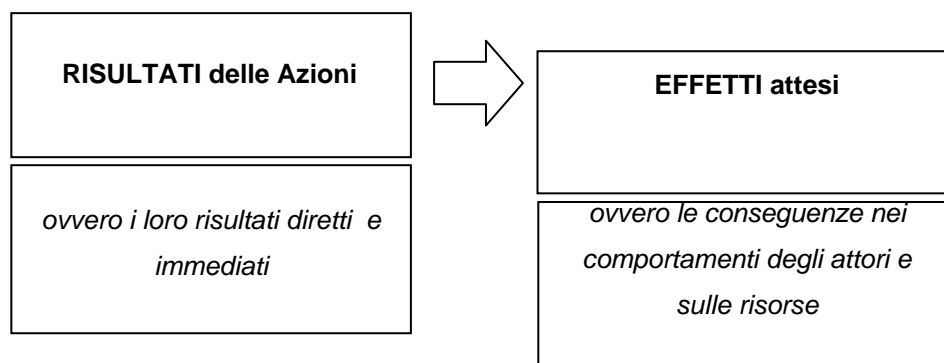 RISULTATI delle Azioni
ovvero i loro risultati diretti e
immediati
EFFETTI attesi
ovvero le conseguenze nei
comportamenti degli attori e
sulle risorse